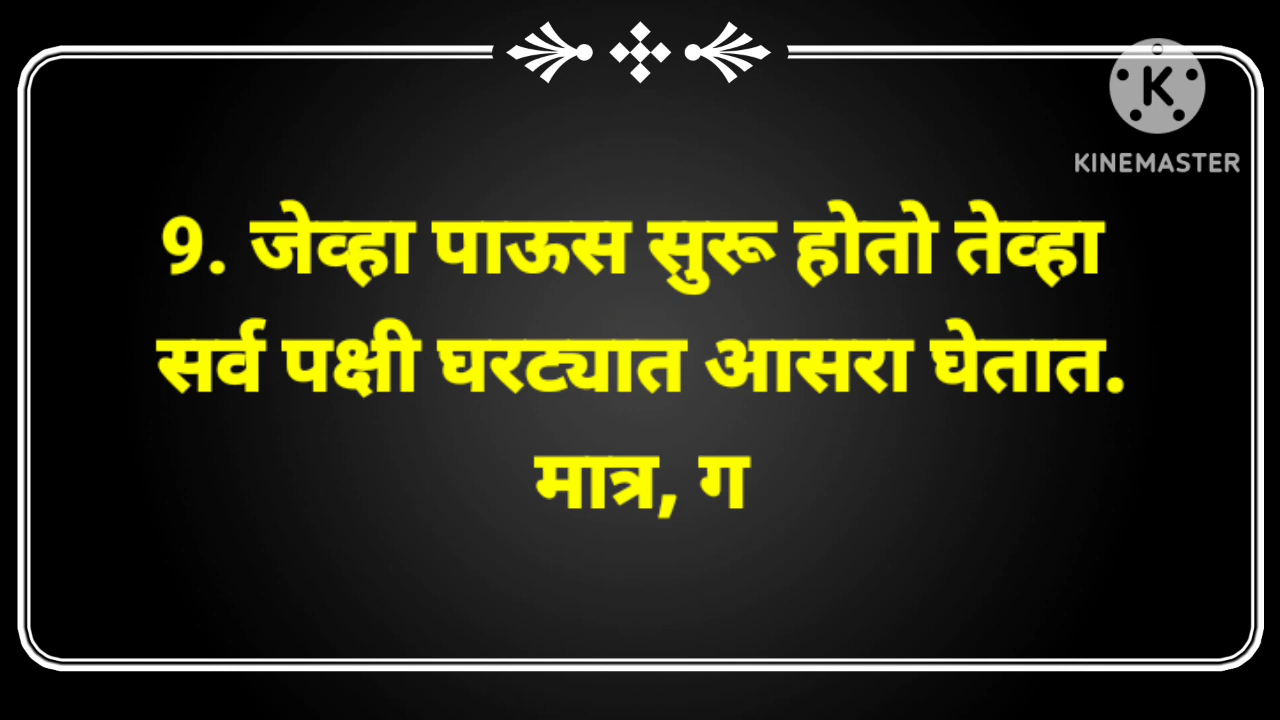 K
KINEMASTER
9. जेव्हा पाऊस सुरू होतो तेव्हा
सर्व पक्षी घरट्यात आसरा घेतात.
मात्र, ग